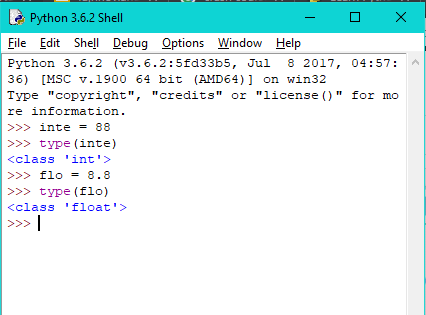 Python 3.6.2 Shell
File Edit Shell Debug Options Window Help
Python 3.6.2 (v3.6.2:5fd33b5, Jul  8 2017, 04:57:
36) [MSC v.1900 64 bit (AMD64)] on win32
Type "copyright", "credits" or "license()" for mo
re information.
>>> inte = 88
>>> type(inte)
<class 'int'>
>>> flo = 8.8
>>> type(flo)
<class 'float'>
>>>